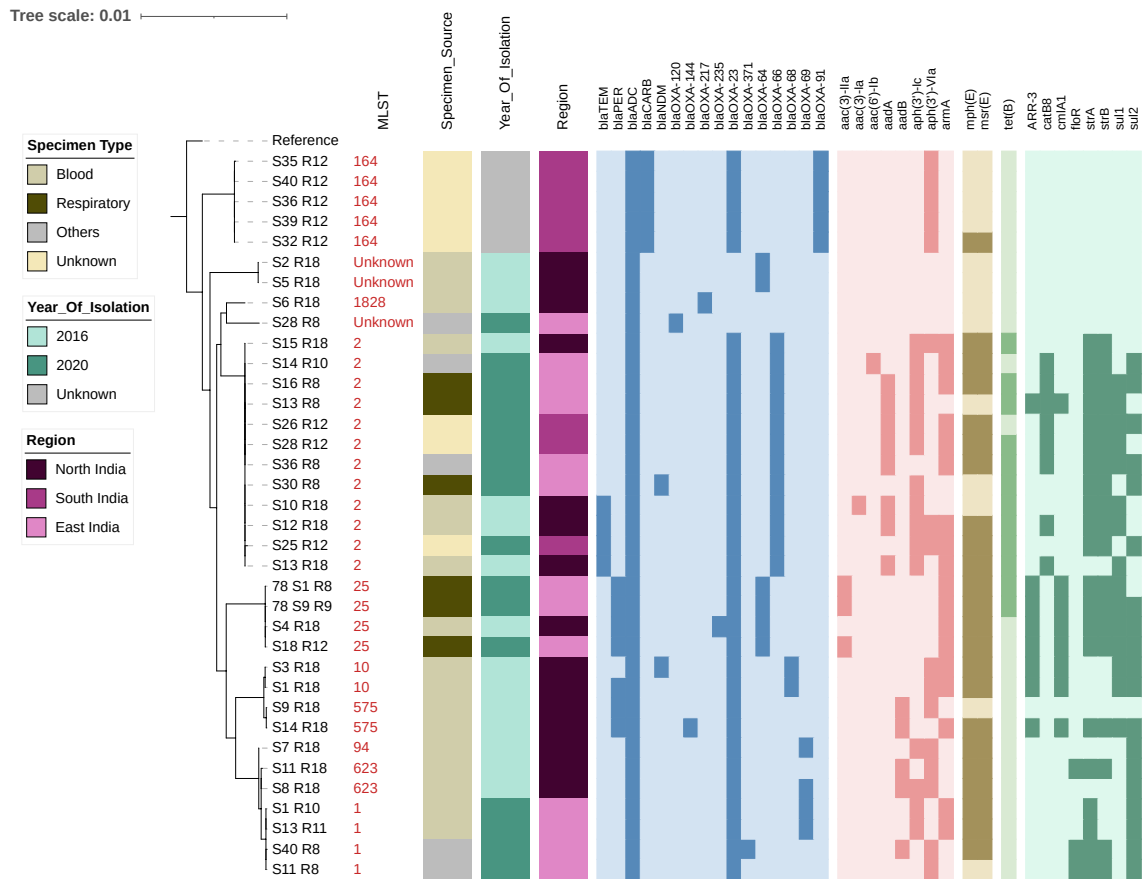 Tree scale: 0.01
MLST
Specimen_Source
Year_Of_Isolation
Region
blaTEM
blaPER
blaADC
blaCARB
blaNDM
blaOXA-120
blaOXA-144
blaOXA-217
blaOXA-235
blaOXA-23
blaOXA-371
blaOXA-64
blaOXA-66
blaOXA-68
blaOXA-69
blaOXA-91
aac(3)-IIa
aac(3)-Ia
aac(6')-Ib
aadA
aadB
aph(3')-Ic
aph(3')-VIa
armA
mph(E)
msr(E)
tet(B)
ARR-3
catB8
cmlA1
floR
strA
strB
sul1
sul2
Specimen Type
Blood
Respiratory
Others
Unknown
Year_Of_Isolation
2016
2020
Unknown
Region
North India
South India
East India
Reference
S35 R12 164
S40 R12 164
S36 R12 164
S39 R12 164
S32 R12 164
S2 R18 Unknown
S5 R18 Unknown
S6 R18 1828
S28 R8 Unknown
S15 R18 2
S14 R10 2
S16 R8 2
S13 R8 2
S26 R12 2
S28 R12 2
S36 R8 2
S30 R8 2
S10 R18 2
S12 R18 2
S25 R12 2
S13 R18 2
78 S1 R8 25
78 S9 R9 25
S4 R18 25
S18 R12 25
S3 R18 10
S1 R18 10
S9 R18 575
S14 R18 575
S7 R18 94
S11 R18 623
S8 R18 623
S1 R10 1
S13 R11 1
S40 R8 1
S11 R8 1